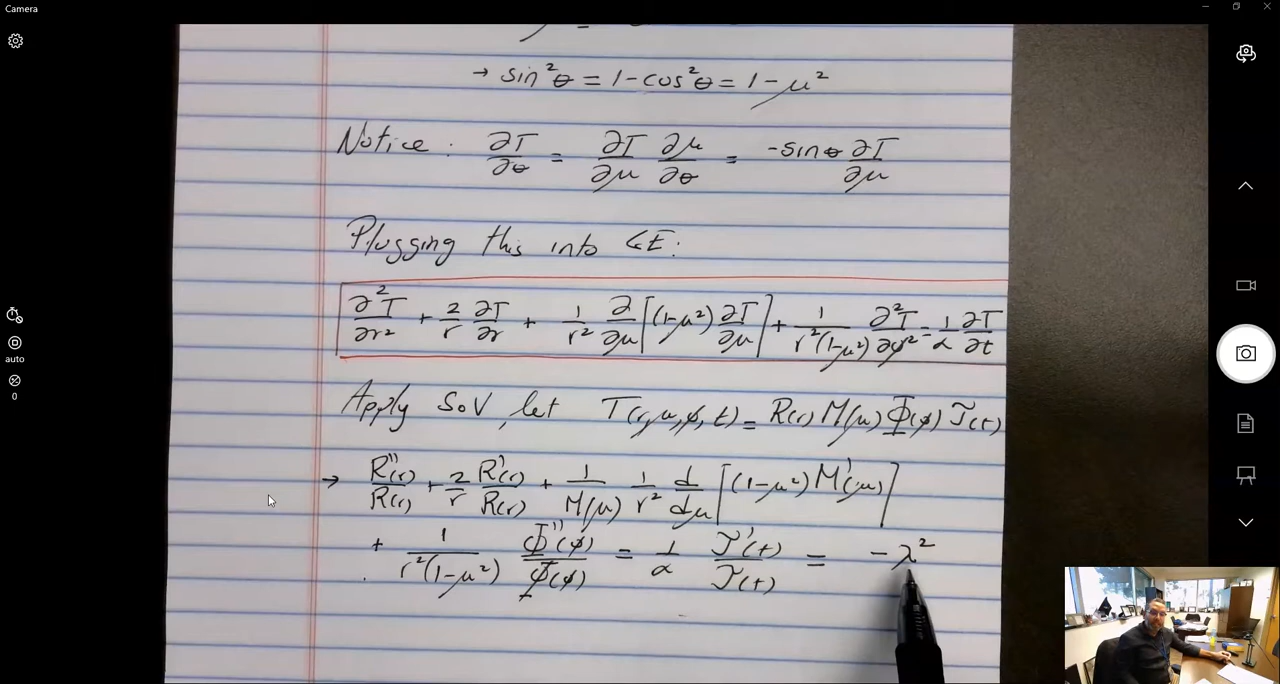 Camera
→ sin²θ = 1 - cos²θ = 1 - μ²
Notice : ∂T/∂θ = ∂T/∂μ ∂μ/∂θ = -sinθ ∂T/∂μ
Plugging this into GE:
∂²T/∂r² + 2/r ∂T/∂r + 1/r² ∂/∂μ [(1-μ²) ∂T/∂μ] + 1/r²(1-μ²) ∂²T/∂φ² = 1/α ∂T/∂t
Apply SoV, let T(r,μ,φ,t) = R(r) M(μ) Φ(φ) T(t)
→ R''(r)/R(r) + 2/r R'(r)/R(r) + 1/M(μ) 1/r² d/dμ [(1-μ²) M'(μ)]
+ 1/r²(1-μ²) Φ''(φ)/Φ(φ) = 1/α T'(t)/T(t) = -λ²
auto
0